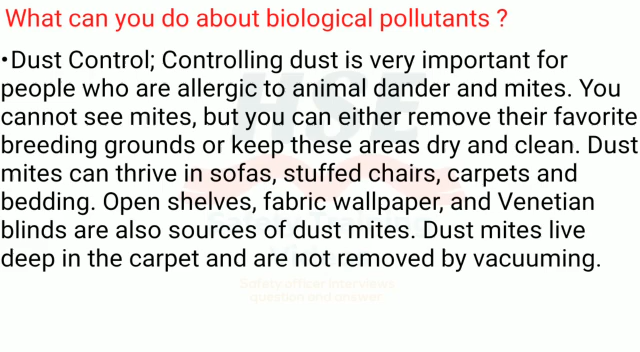 What can you do about biological pollutants ?
•Dust Control; Controlling dust is very important for
people who are allergic to animal dander and mites. You
cannot see mites, but you can either remove their favorite
breeding grounds or keep these areas dry and clean. Dust
mites can thrive in sofas, stuffed chairs, carpets and
bedding. Open shelves, fabric wallpaper, and Venetian
blinds are also sources of dust mites. Dust mites live
deep in the carpet and are not removed by vacuuming.
HSE
Safety Training
Safety officer interviews
question and answer